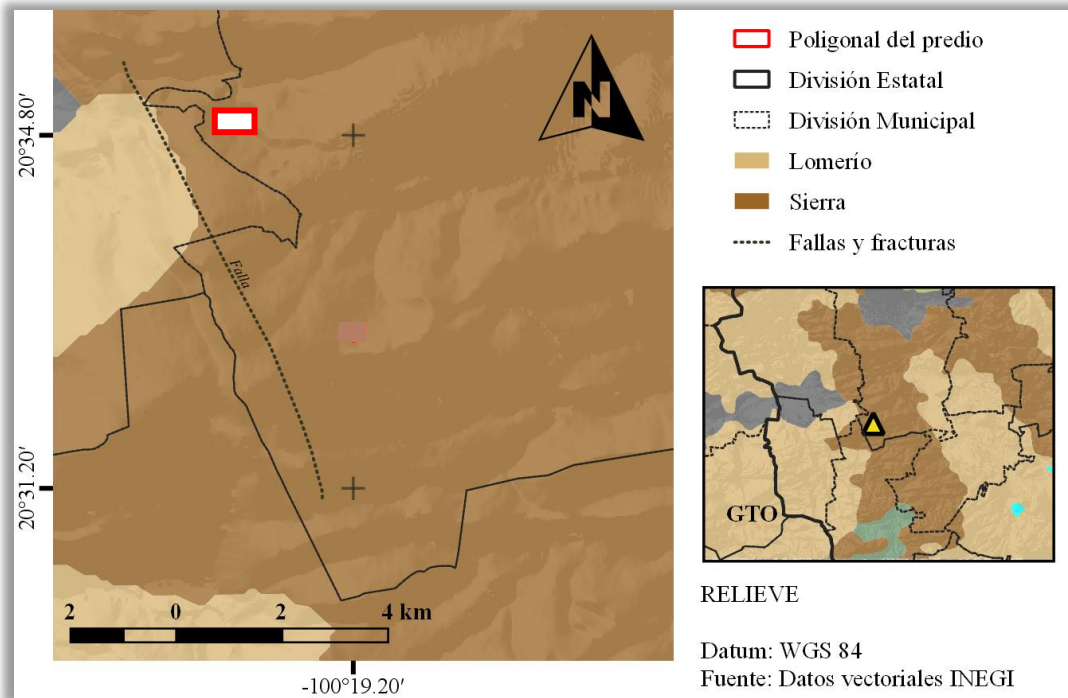 20°34.80'
20°31.20'
-100°19.20'
N
Falla
2 0 2 4 km
Poligonal del predio
División Estatal
División Municipal
Lomerío
Sierra
Fallas y fracturas
GTO
RELIEVE
Datum: WGS 84
Fuente: Datos vectoriales INEGI